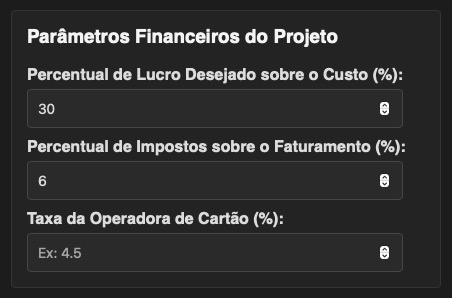 Parâmetros Financeiros do Projeto
Percentual de Lucro Desejado sobre o Custo (%):
30
Percentual de Impostos sobre o Faturamento (%):
6
Taxa da Operadora de Cartão (%):
Ex: 4.5